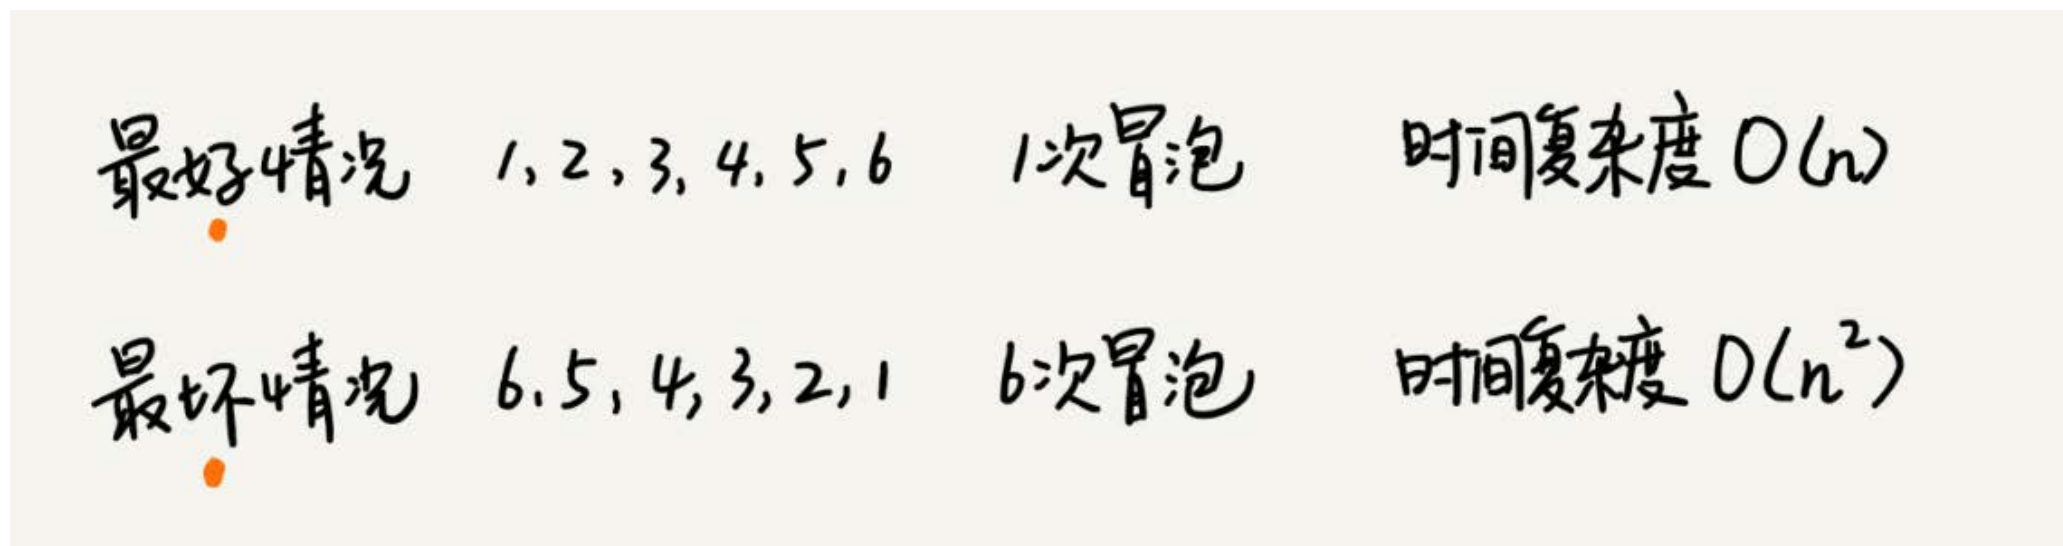 最好情况 1, 2, 3, 4, 5, 6 1次冒泡 时间复杂度 O(n)
最坏情况 6.5, 4, 3, 2, 1 6次冒泡 时间复杂度 O(n²)